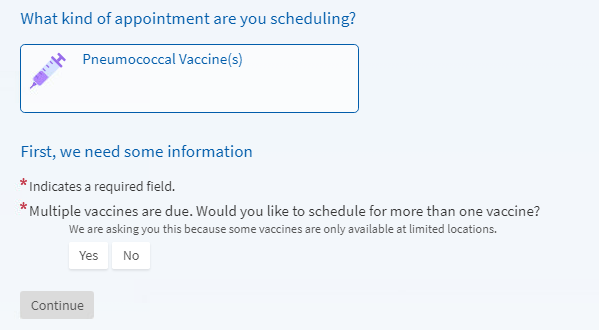 What kind of appointment are you scheduling?
Pneumococcal Vaccine(s)
First, we need some information
*Indicates a required field.
*Multiple vaccines are due. Would you like to schedule for more than one vaccine?
We are asking you this because some vaccines are only available at limited locations.
Yes No
Continue